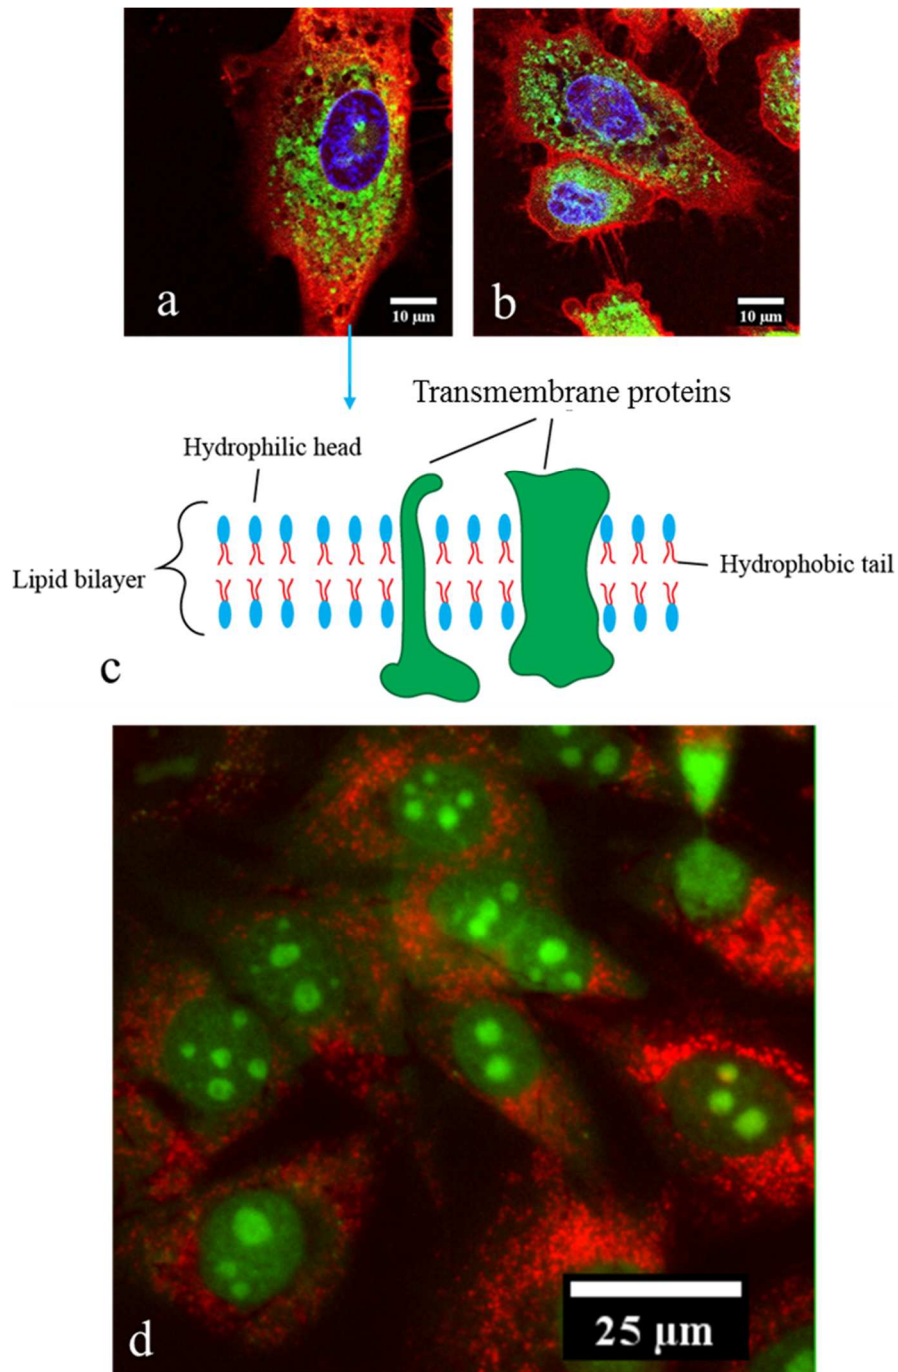 a
10 μm
b
10 μm
Transmembrane proteins
Hydrophilic head
Lipid bilayer
Hydrophobic tail
c
d
25 μm